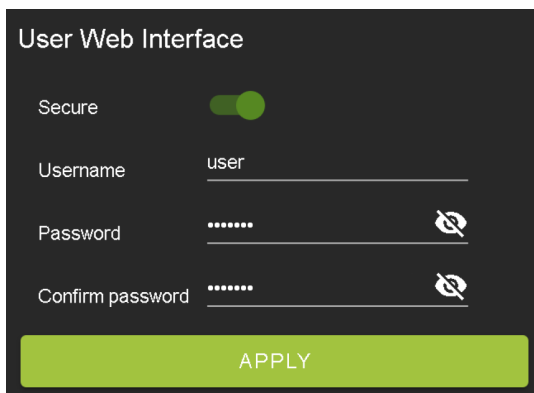 User Web Interface
Secure
Username user
Password •••••••
Confirm password •••••••
APPLY